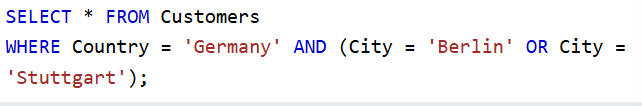 SELECT * FROM Customers
WHERE Country = 'Germany' AND (City = 'Berlin' OR City =
'Stuttgart');